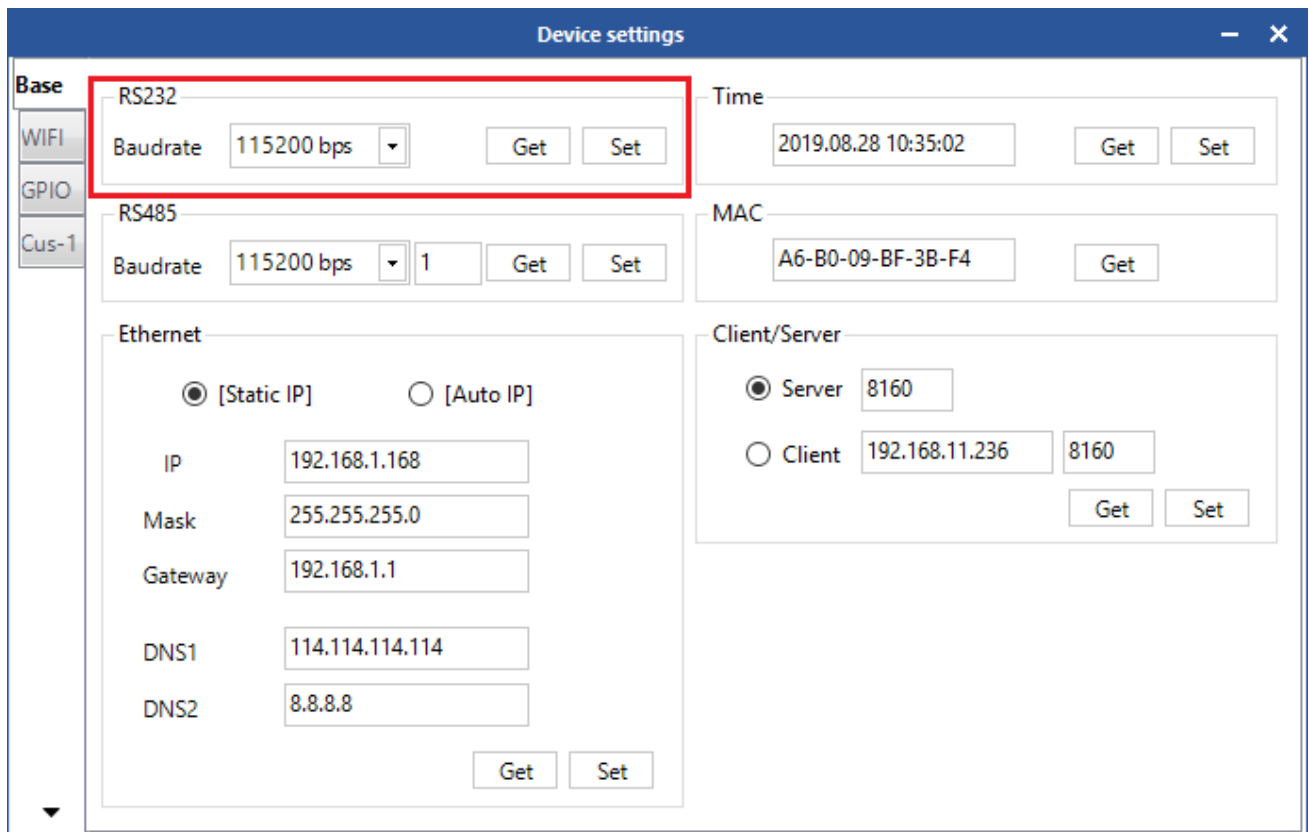 Device settings
Base
WIFI
GPIO
Cus-1
RS232
Baudrate 115200 bps Get Set
RS485
Baudrate 115200 bps 1 Get Set
Ethernet
[Static IP] [Auto IP]
IP 192.168.1.168
Mask 255.255.255.0
Gateway 192.168.1.1
DNS1 114.114.114.114
DNS2 8.8.8.8
Get Set
Time
2019.08.28 10:35:02 Get Set
MAC
A6-B0-09-BF-3B-F4 Get
Client/Server
Server 8160
Client 192.168.11.236 8160
Get Set